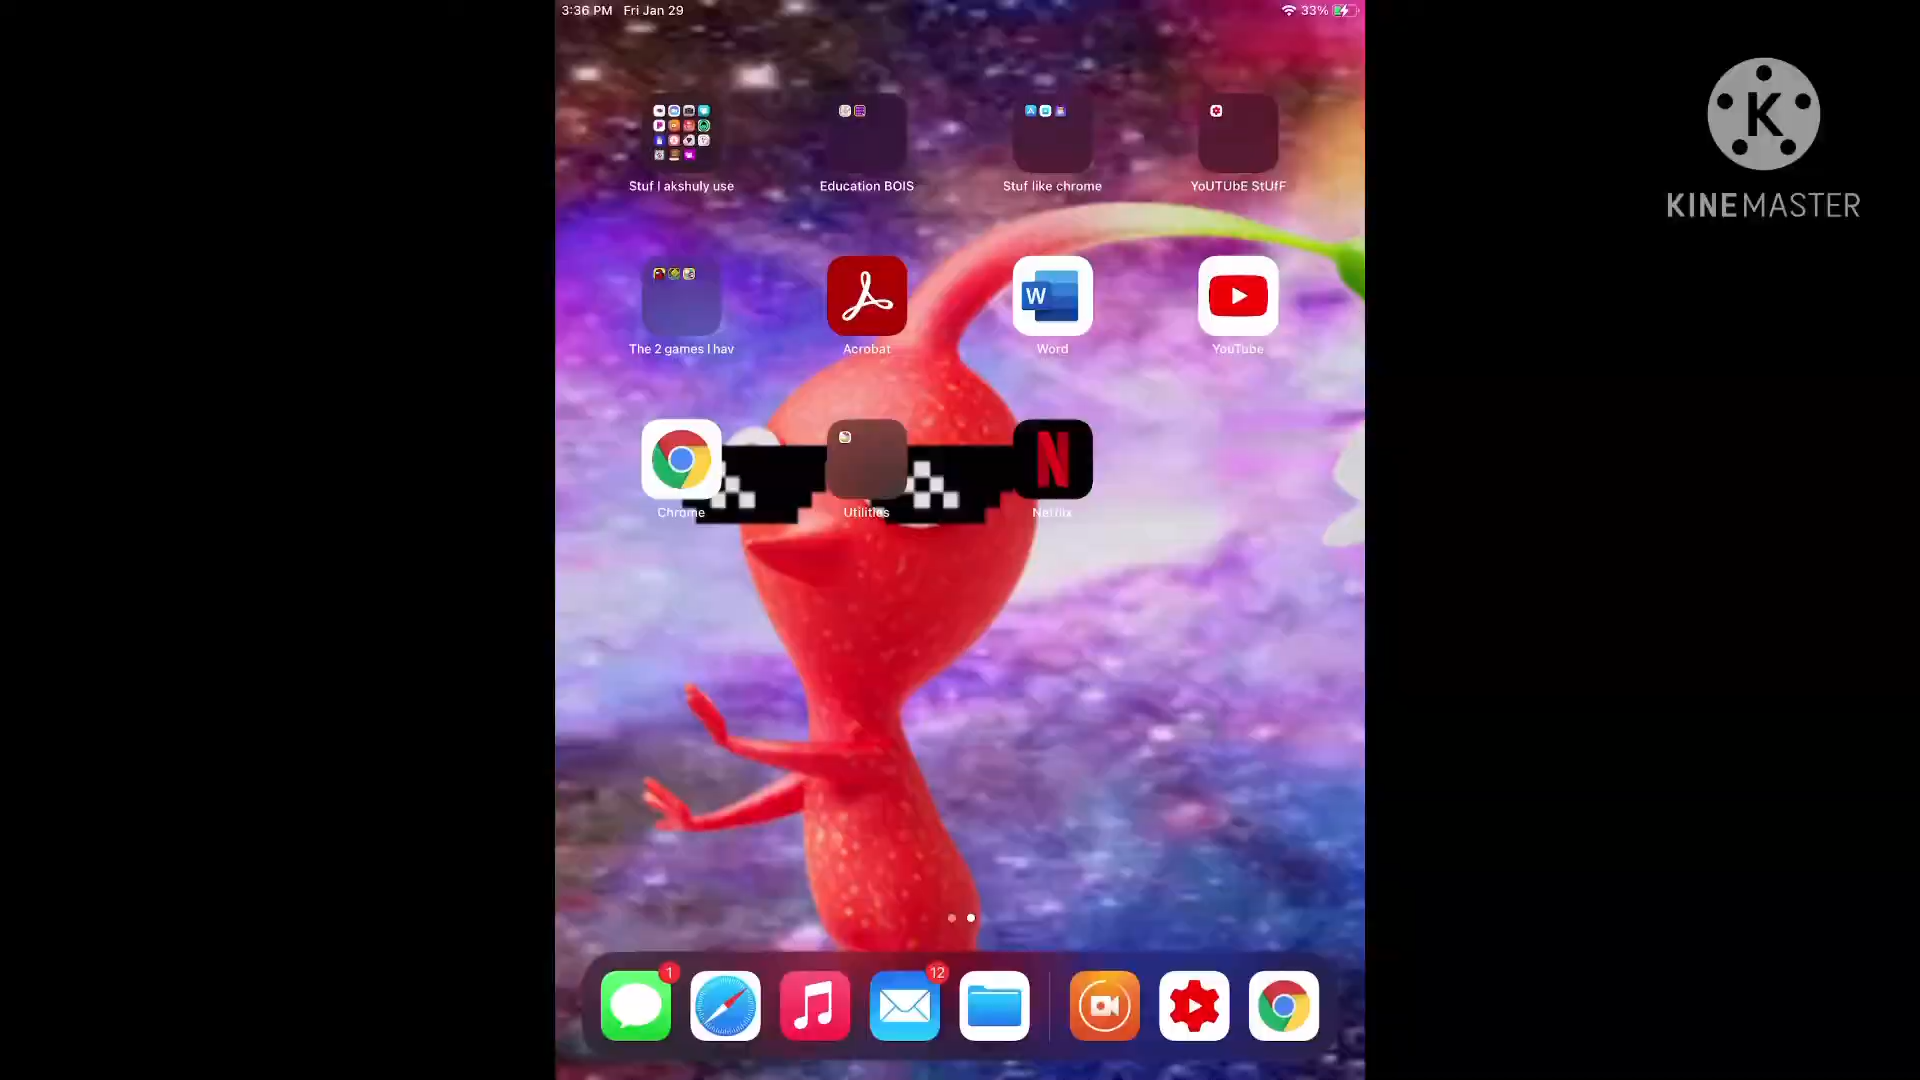 3:36 PM Fri Jan 29
33%
K
KINEMASTER
Stuf I akshuly use
Education BOIS
Stuf like chrome
YoUTUbE StUfF
The 2 games I hav
Acrobat
W
Word
YouTube
Chrome
Utilities
N
Netflix
1
12